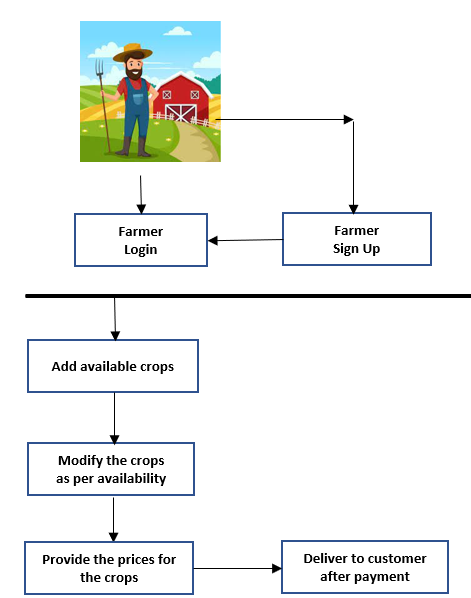 Farmer
Login
Farmer
Sign Up
Add available crops
Modify the crops
as per availability
Provide the prices for
the crops
Deliver to customer
after payment